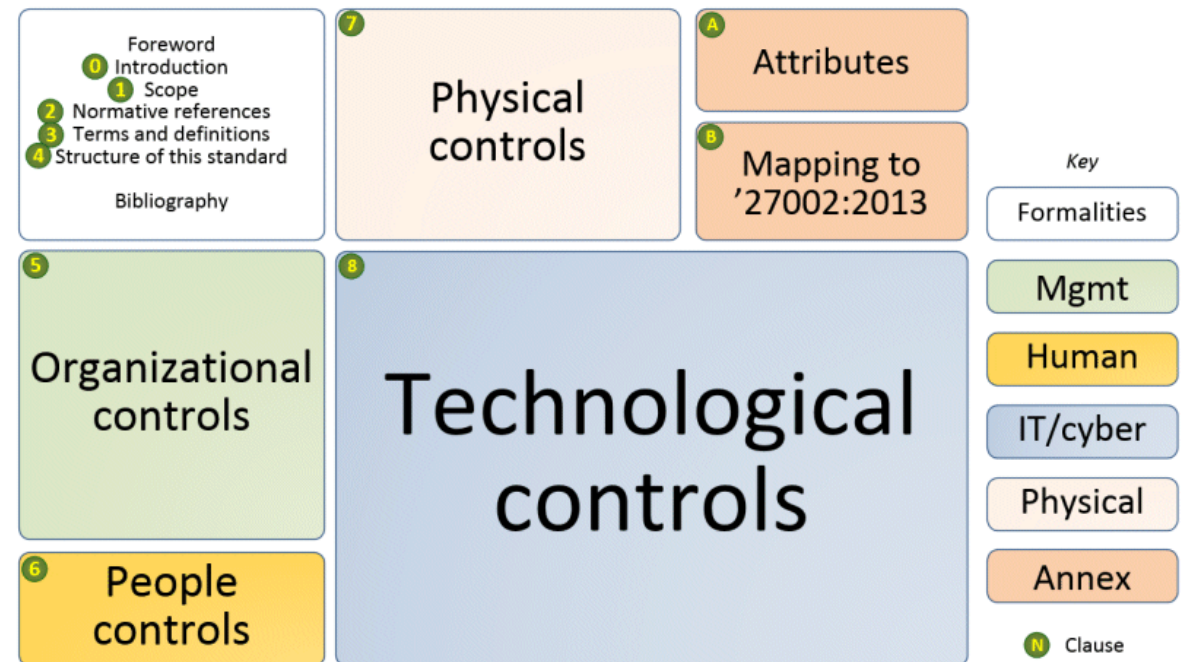 Foreword
0 Introduction
1 Scope
2 Normative references
3 Terms and definitions
4 Structure of this standard
Bibliography
7
Physical
controls
A
Attributes
B
Mapping to
’27002:2013
5
Organizational
controls
6
People
controls
8
Technological
controls
Key
Formalities
Mgmt
Human
IT/cyber
Physical
Annex
N Clause